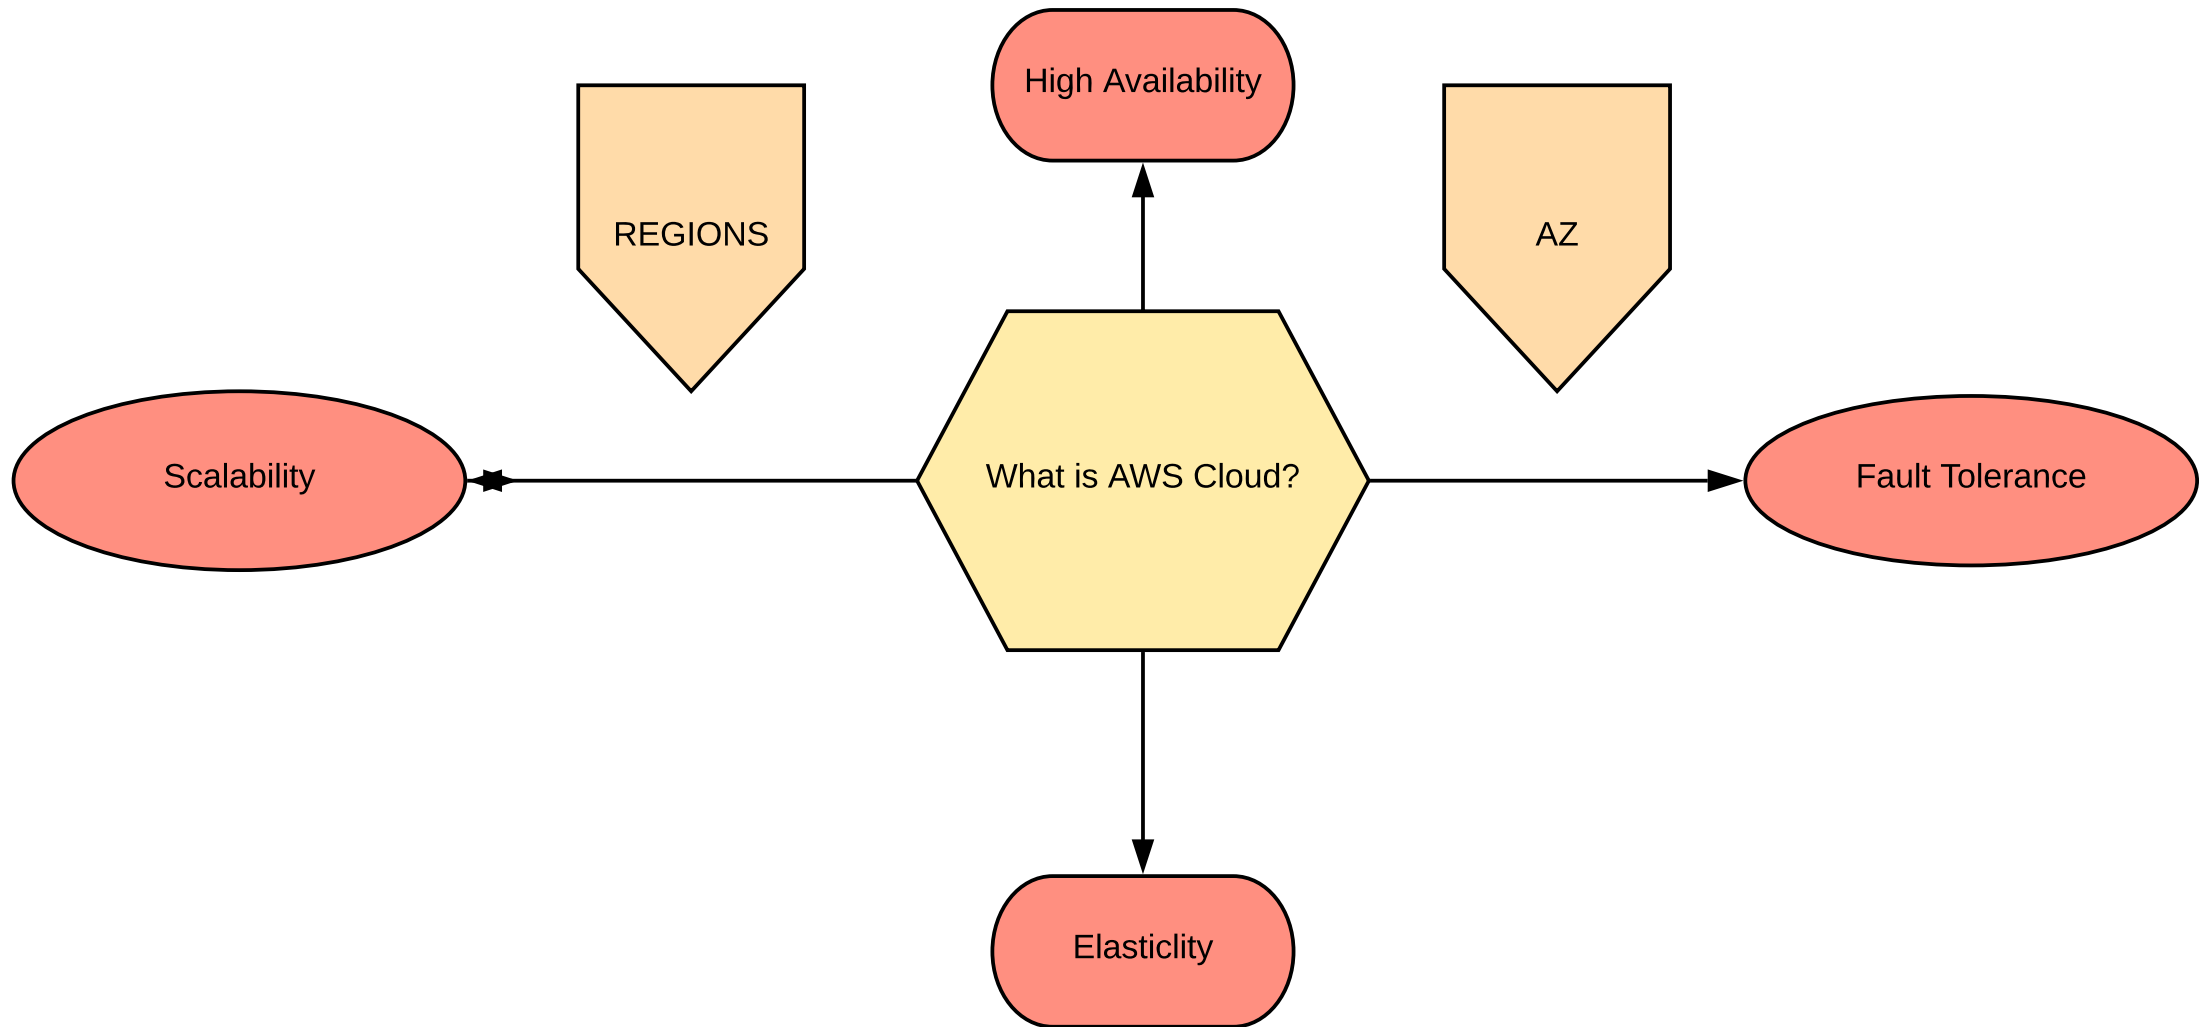 High Availability
REGIONS
AZ
Scalability
What is AWS Cloud?
Fault Tolerance
Elasticlity